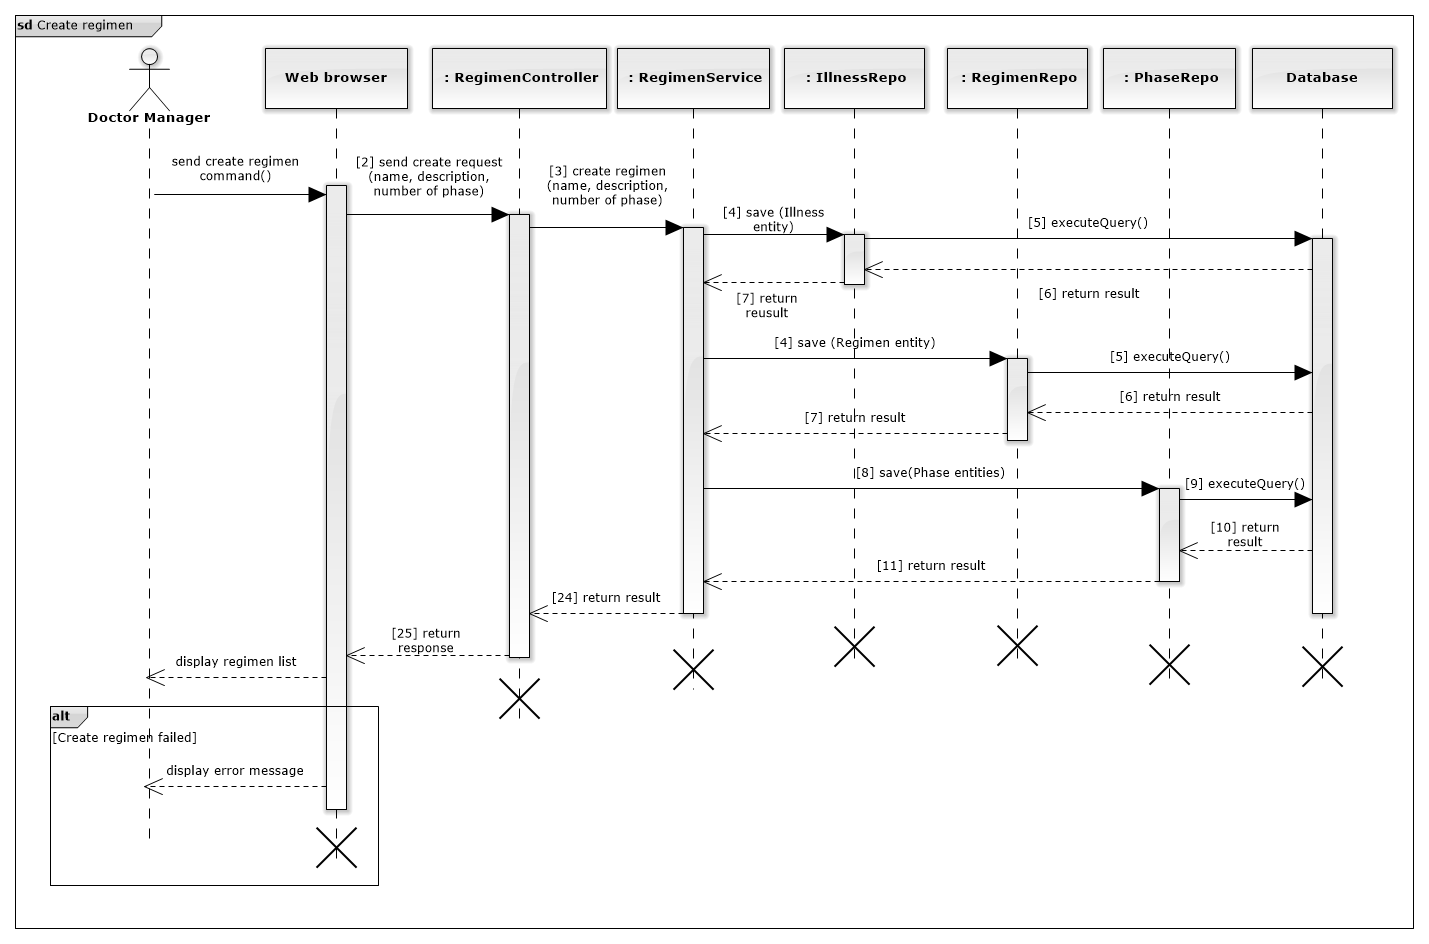 sd Create regimen
Doctor Manager
Web browser
: RegimenController
: RegimenService
: IllnessRepo
: RegimenRepo
: PhaseRepo
Database
send create regimen
command()
[2] send create request
(name, description,
number of phase)
[3] create regimen
(name, description,
number of phase)
[4] save (Illness
entity)
[5] executeQuery()
[6] return result
[7] return
reusult
[4] save (Regimen entity)
[5] executeQuery()
[6] return result
[7] return result
[8] save(Phase entities)
[9] executeQuery()
[10] return
result
[11] return result
[24] return result
[25] return
response
display regimen list
alt
[Create regimen failed]
display error message